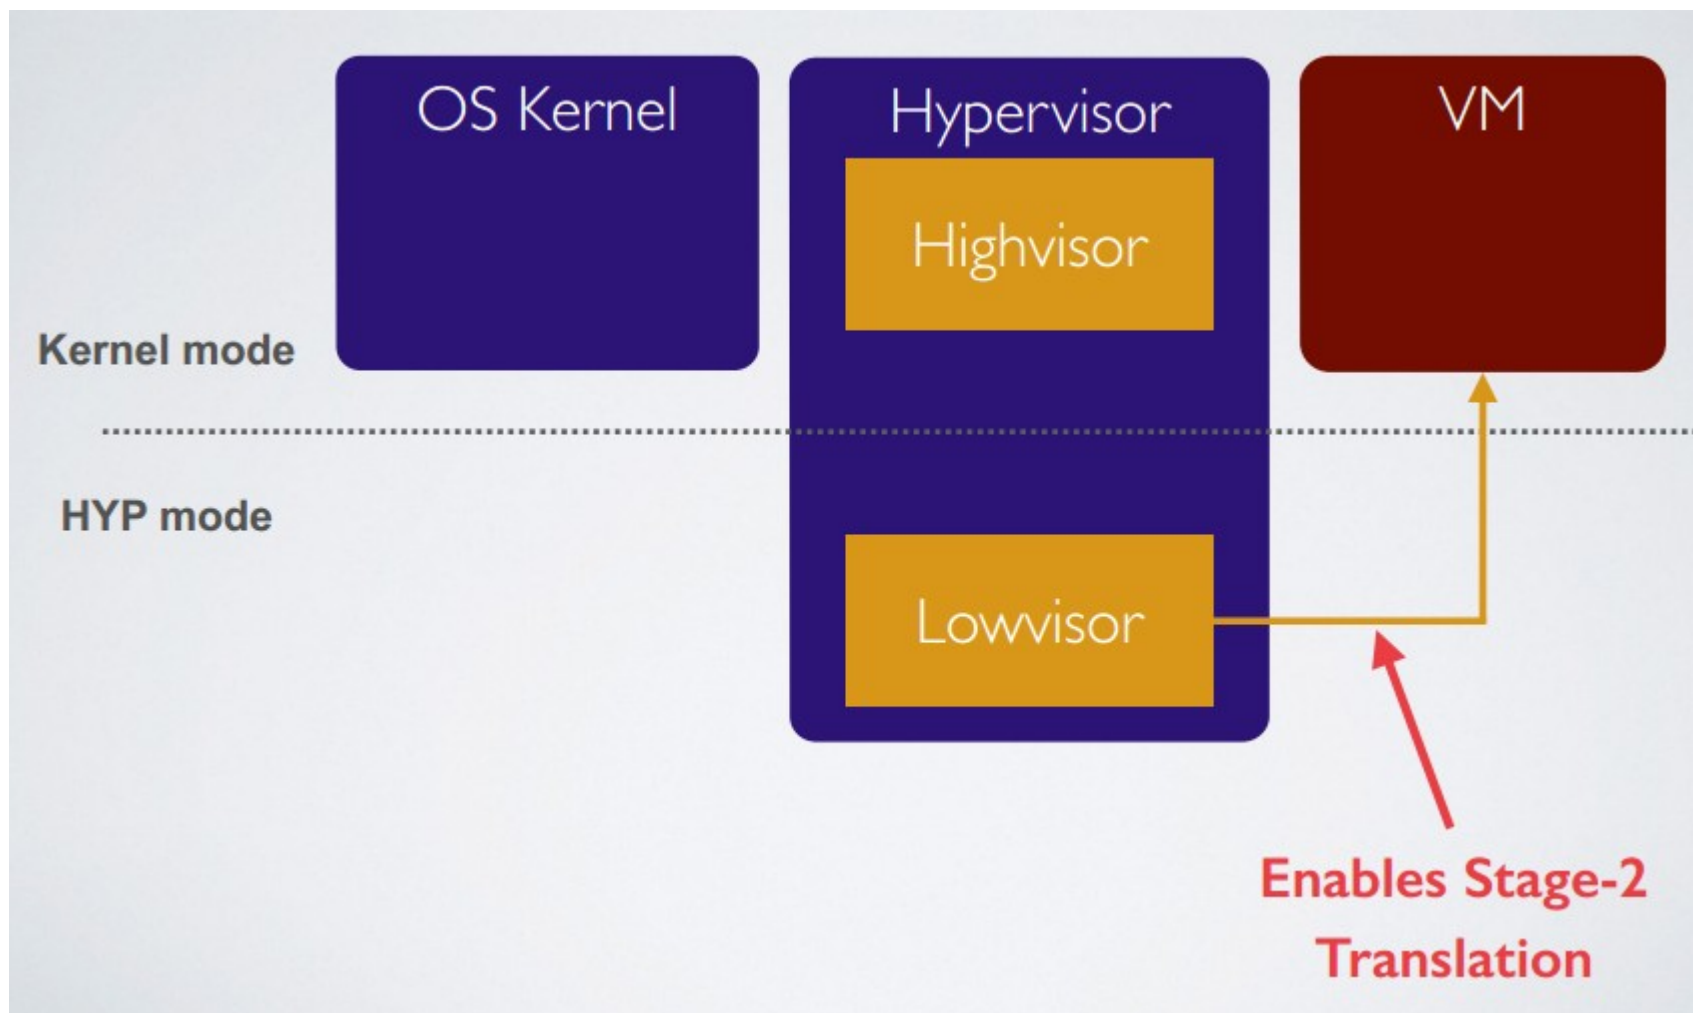 OS Kernel
Hypervisor
VM
Highvisor
Kernel mode
HYP mode
Lowvisor
Enables Stage-2
Translation